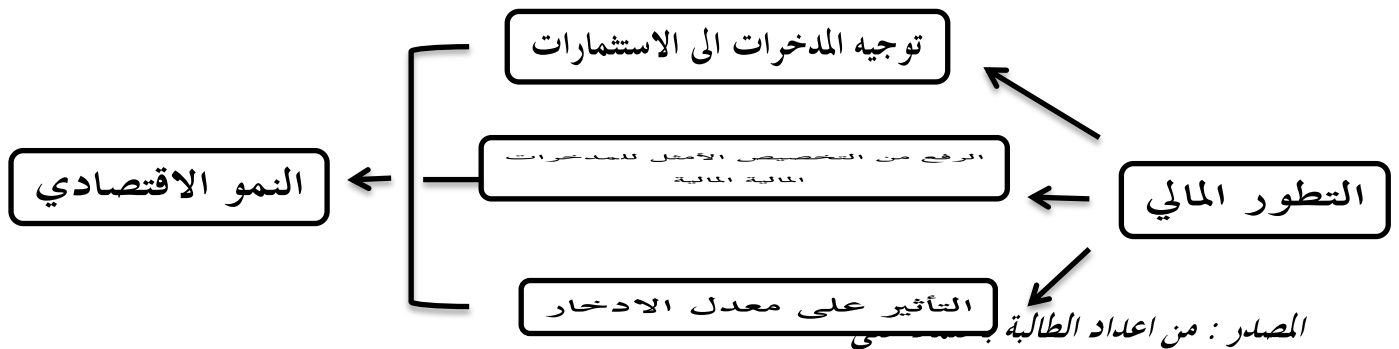 توجيه المدخرات الى الاستثمارات
الرفع من التخصيص الأمثل للمدخرات
المالية المالية
التطور المالي
النمو الاقتصادي
التأثير على معدل الادخار
المصدر : من اعداد الطالبة